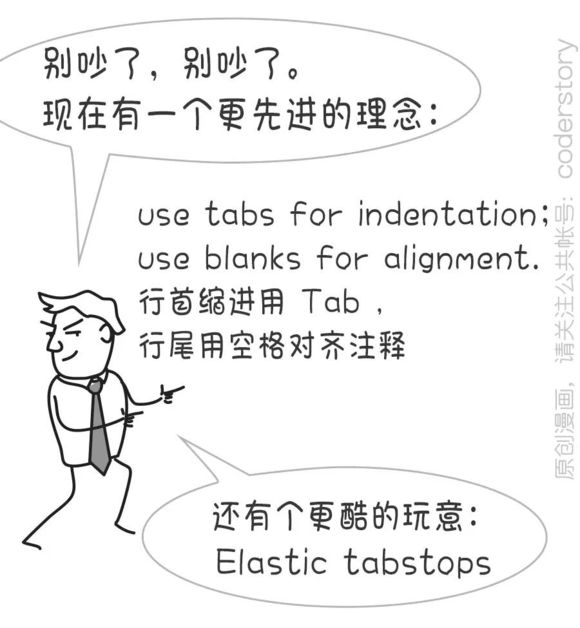 别吵了，别吵了。
现在有一个更先进的理念：
use tabs for indentation;
use blanks for alignment.
行首缩进用 Tab ，
行尾用空格对齐注释
还有个更酷的玩意：
Elastic tabstops
原创漫画，请关注公共帐号：coderstory